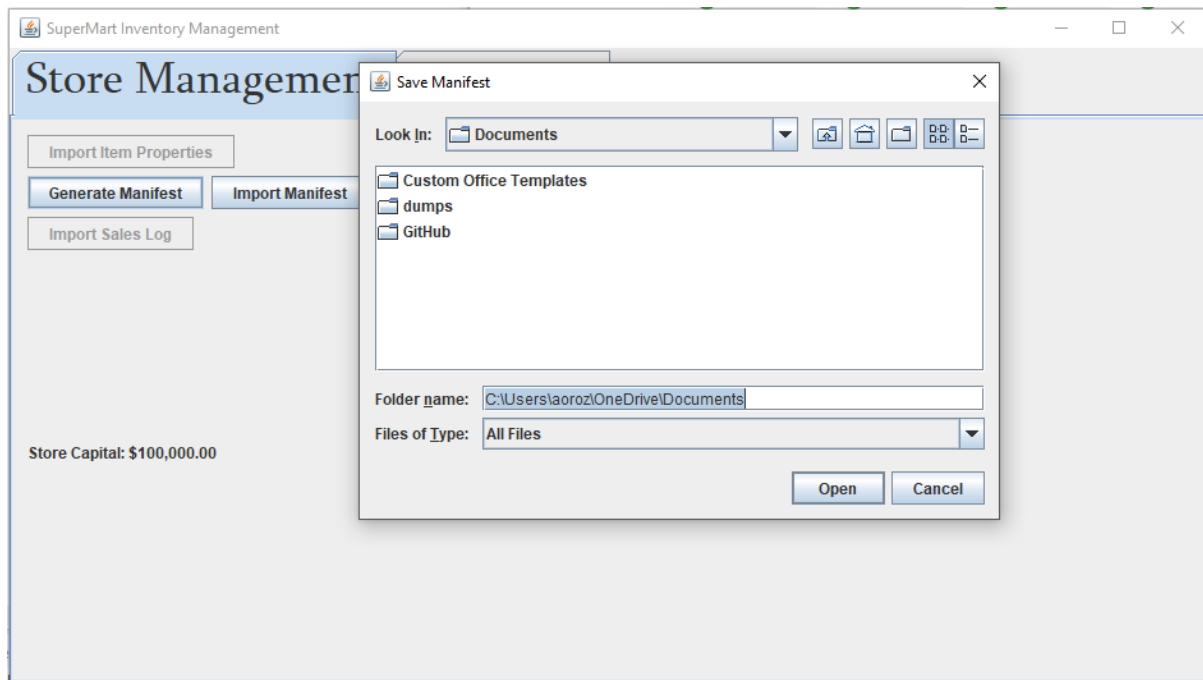 SuperMart Inventory Management
Store Managemen
Save Manifest
Look In: Documents
Import Item Properties
Generate Manifest Import Manifest
Import Sales Log
Custom Office Templates
dumps
GitHub
Folder name: C:\Users\aoroz\OneDrive\Documents
Files of Type: All Files
Store Capital: $100,000.00
Open Cancel